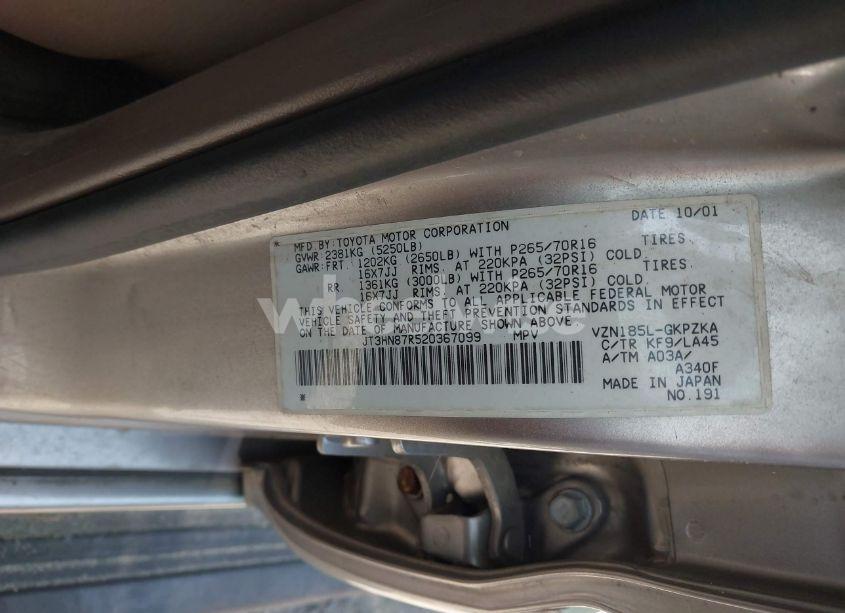 DATE 10/01
* MFD BY: TOYOTA MOTOR CORPORATION
GVWR: 2381KG (5250LB)
GAWR: FRT. 1202KG (2650LB) WITH P265/70R16 TIRES
16X7JJ RIMS. AT 220KPA (32PSI) COLD.
RR. 1361KG (3000LB) WITH P265/70R16 TIRES
16X7JJ RIMS. AT 220KPA (32PSI) COLD.
THIS VEHICLE CONFORMS TO ALL APPLICABLE FEDERAL MOTOR
VEHICLE SAFETY AND THEFT PREVENTION STANDARDS IN EFFECT
ON THE DATE OF MANUFACTURE SHOWN ABOVE.
JT3HN87R520367099 MPV
VZN185L-GKPZKA
C/TR KF9/LA45
A/TM A03A/
A340F
MADE IN JAPAN
* NO.191